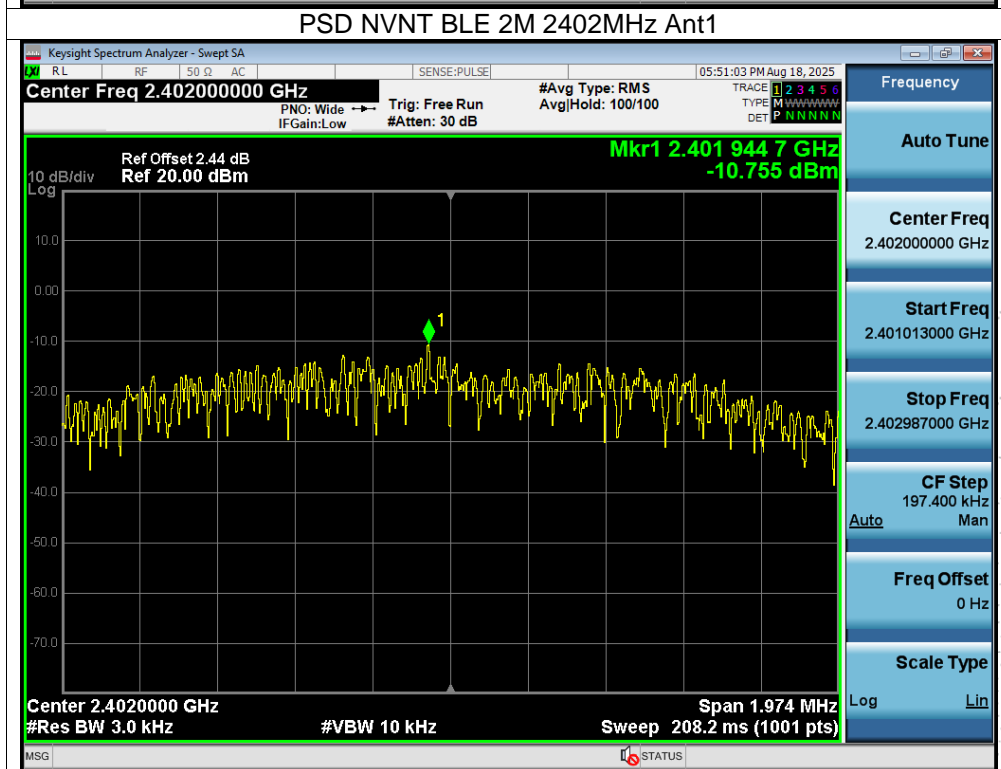 PSD NVNT BLE 2M 2402MHz Ant1
Keysight Spectrum Analyzer - Swept SA
LXI RL RF 50 Ω AC SENSE:PULSE 05:51:03 PM Aug 18, 2025
Center Freq 2.402000000 GHz
PNO: Wide
IFGain:Low
Trig: Free Run
#Atten: 30 dB
#Avg Type: RMS
Avg|Hold: 100/100
TRACE 1 2 3 4 5 6
TYPE M WWWWW
DET P N N N N N
Mkr1 2.401 944 7 GHz
-10.755 dBm
Ref Offset 2.44 dB
10 dB/div Ref 20.00 dBm
Log
10.0
0.00
-10.0
-20.0
-30.0
-40.0
-50.0
-60.0
-70.0
1
Center 2.4020000 GHz Span 1.974 MHz
#Res BW 3.0 kHz #VBW 10 kHz Sweep 208.2 ms (1001 pts)
MSG STATUS
Frequency
Auto Tune
Center Freq
2.402000000 GHz
Start Freq
2.401013000 GHz
Stop Freq
2.402987000 GHz
CF Step
197.400 kHz
Auto Man
Freq Offset
0 Hz
Scale Type
Log Lin